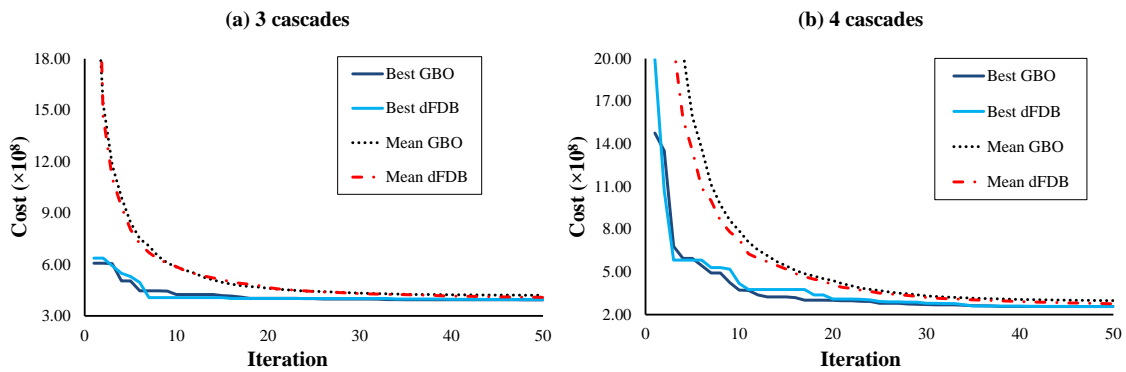 (a) 3 cascades
Cost (×10⁸)
18.00
15.00
12.00
9.00
6.00
3.00
0
10
20
30
40
50
Iteration
Best GBO
Best dFDB
Mean GBO
Mean dFDB
(b) 4 cascades
Cost (×10⁸)
20.00
17.00
14.00
11.00
8.00
5.00
2.00
0
10
20
30
40
50
Iteration
Best GBO
Best dFDB
Mean GBO
Mean dFDB